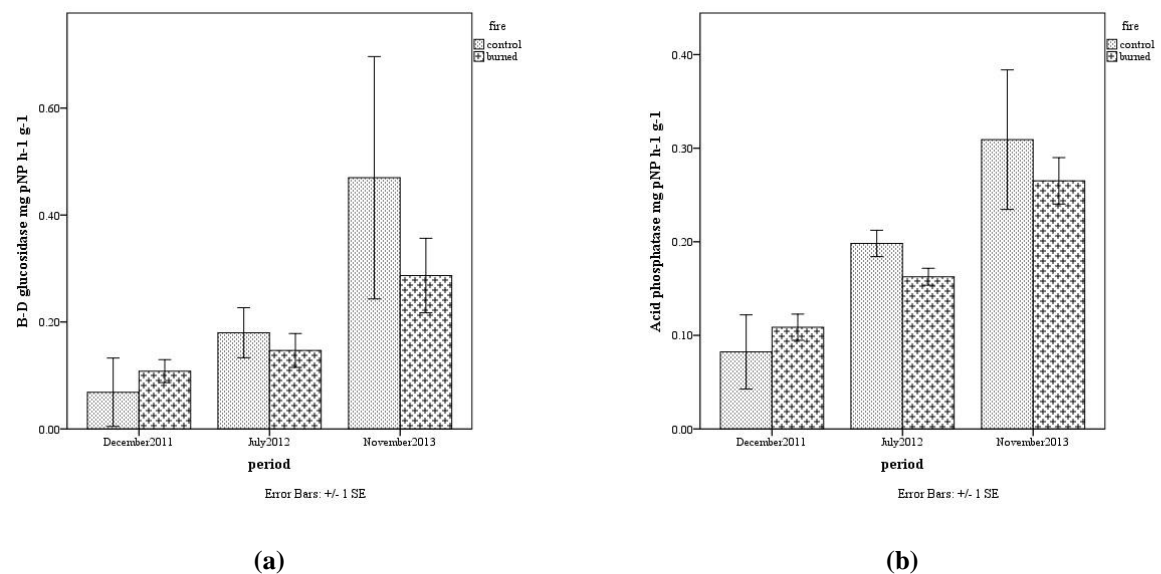 fire
control
burned
B-D glucosidase mg pNP h-1 g-1
0.60
0.40
0.20
0.00
December2011
July2012
November2013
period
Error Bars: +/- 1 SE
(a)
fire
control
burned
Acid phosphatase mg pNP h-1 g-1
0.40
0.30
0.20
0.10
0.00
December2011
July2012
November2013
period
Error Bars: +/- 1 SE
(b)